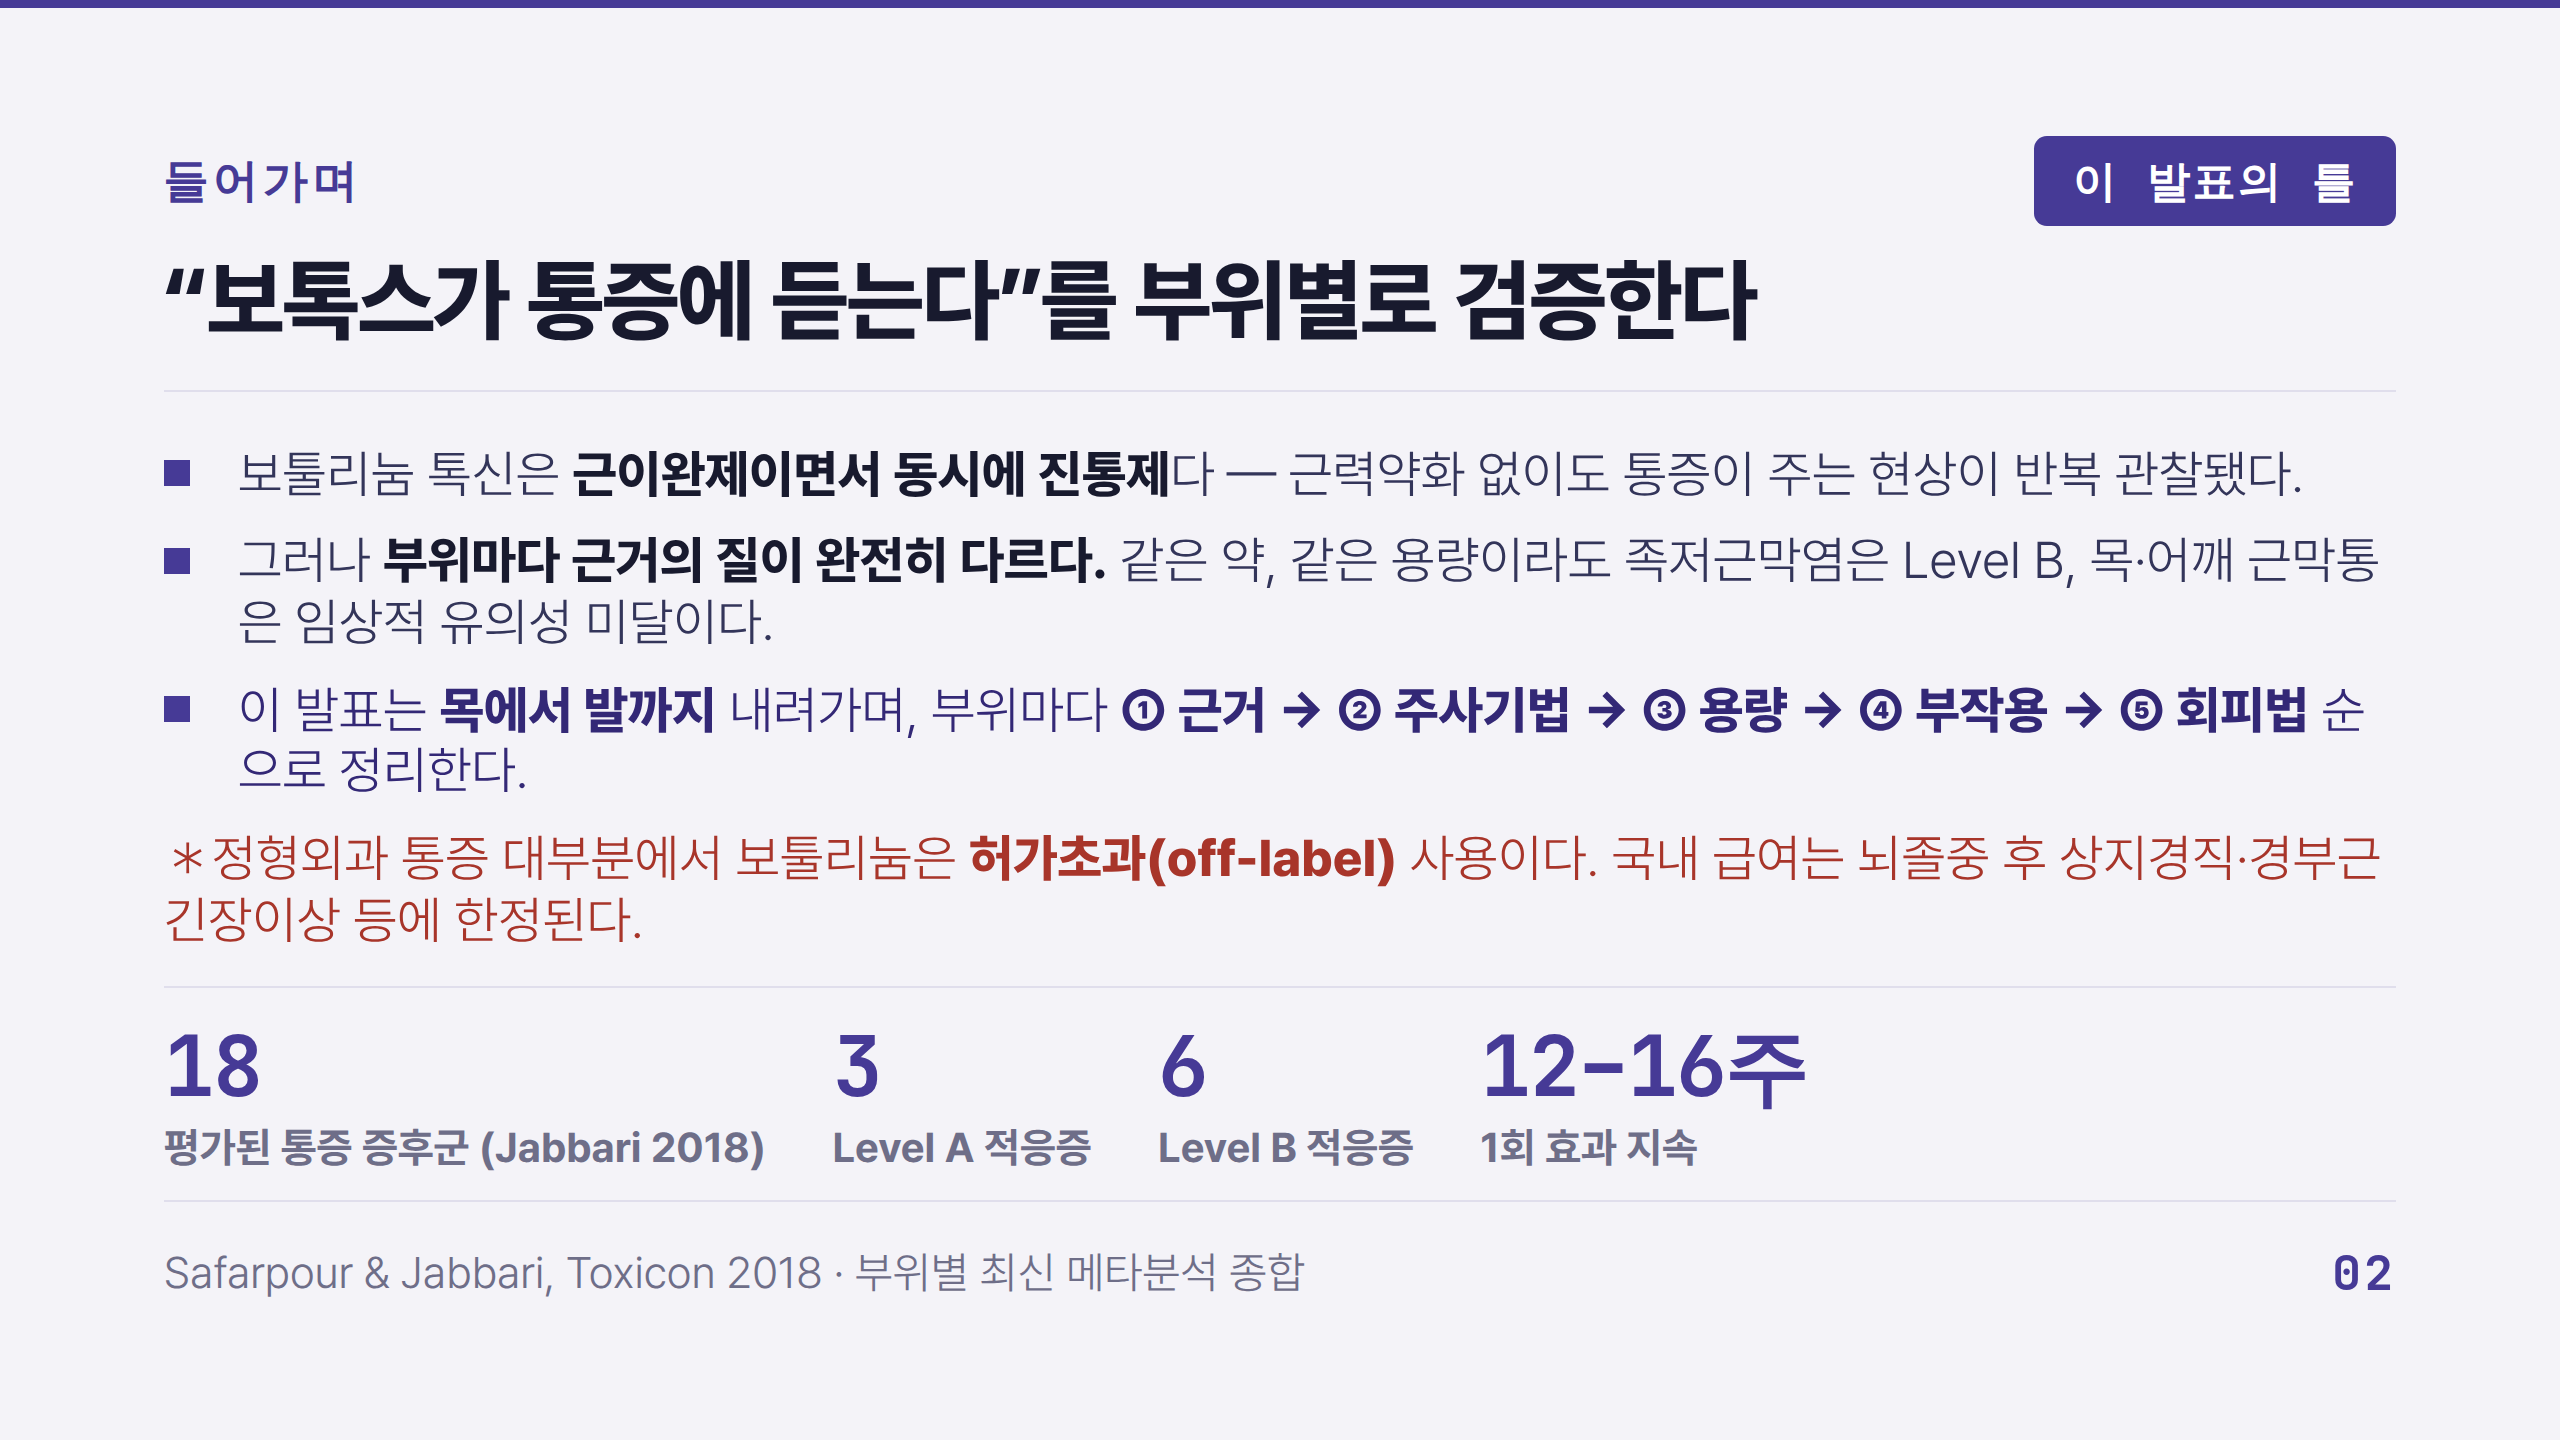 들어가며
이 발표의 틀
“보톡스가 통증에 듣는다”를 부위별로 검증한다
보툴리눔 톡신은 근이완제이면서 동시에 진통제다 — 근력약화 없이도 통증이 주는 현상이 반복 관찰됐다.
그러나 부위마다 근거의 질이 완전히 다르다. 같은 약, 같은 용량이라도 족저근막염은 Level B, 목·어깨 근막통
은 임상적 유의성 미달이다.
이 발표는 목에서 발까지 내려가며, 부위마다 ① 근거 → ② 주사기법 → ③ 용량 → ④ 부작용 → ⑤ 회피법 순
으로 정리한다.
＊정형외과 통증 대부분에서 보툴리눔은 허가초과(off-label) 사용이다. 국내 급여는 뇌졸중 후 상지경직·경부근
긴장이상 등에 한정된다.
18
평가된 통증 증후군 (Jabbari 2018)
3
Level A 적응증
6
Level B 적응증
12–16주
1회 효과 지속
Safarpour & Jabbari, Toxicon 2018 · 부위별 최신 메타분석 종합
02